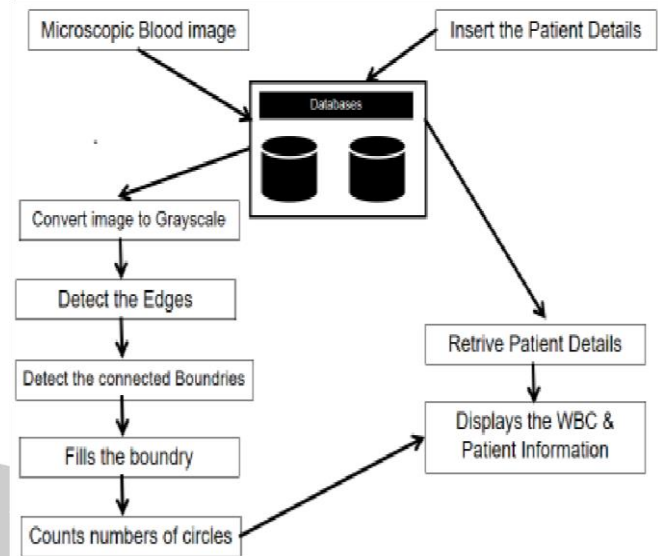 Microscopic Blood image
Insert the Patient Details
Databases
Convert image to Grayscale
Detect the Edges
Detect the connected Boundries
Fills the boundry
Counts numbers of circles
Retrive Patient Details
Displays the WBC &
Patient Information